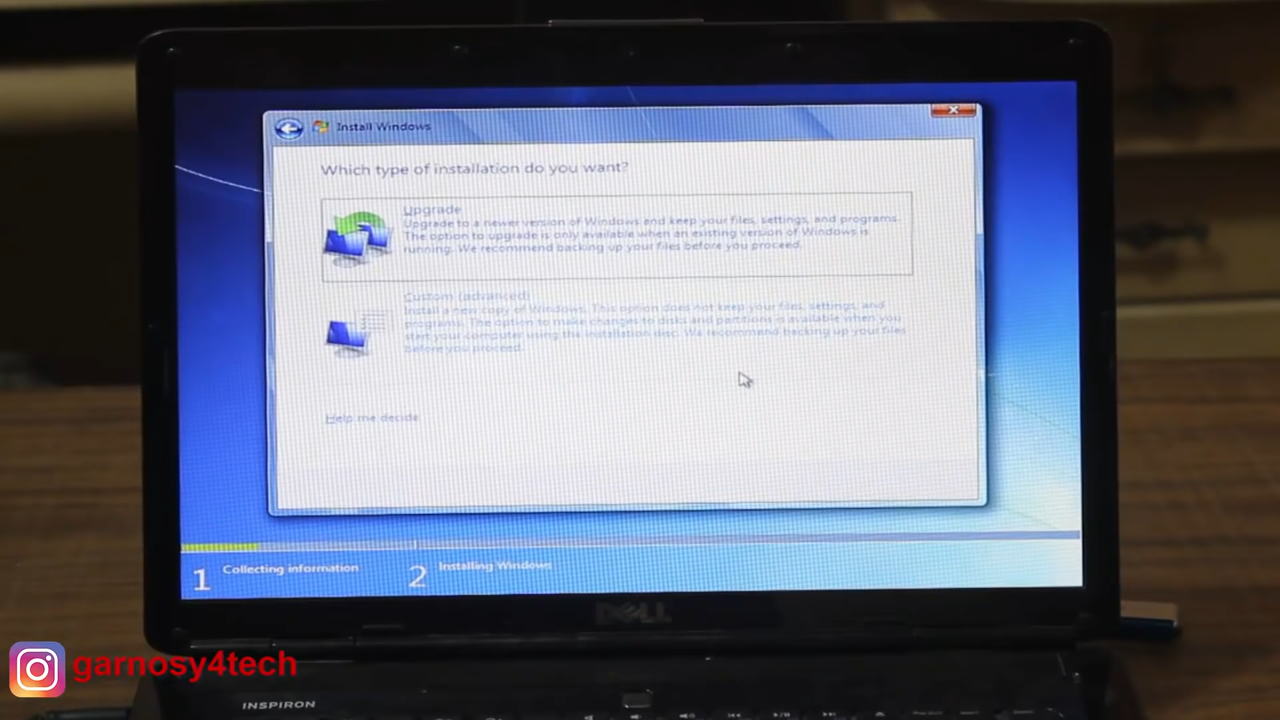 Install Windows
Which type of installation do you want?
Upgrade
Upgrade to a newer version of Windows and keep your files, settings, and programs.
The option to upgrade is only available when an existing version of Windows is
running. We recommend backing up your files before you proceed.
Custom (advanced)
Install a new copy of Windows. This option does not keep your files, settings, and
programs. The option to make changes to disks and partitions is available when you
start your computer using the installation disc. We recommend backing up your files
before you proceed.
Help me decide
1 Collecting information
2 Installing Windows
DELL
garnosy4tech
INSPIRON